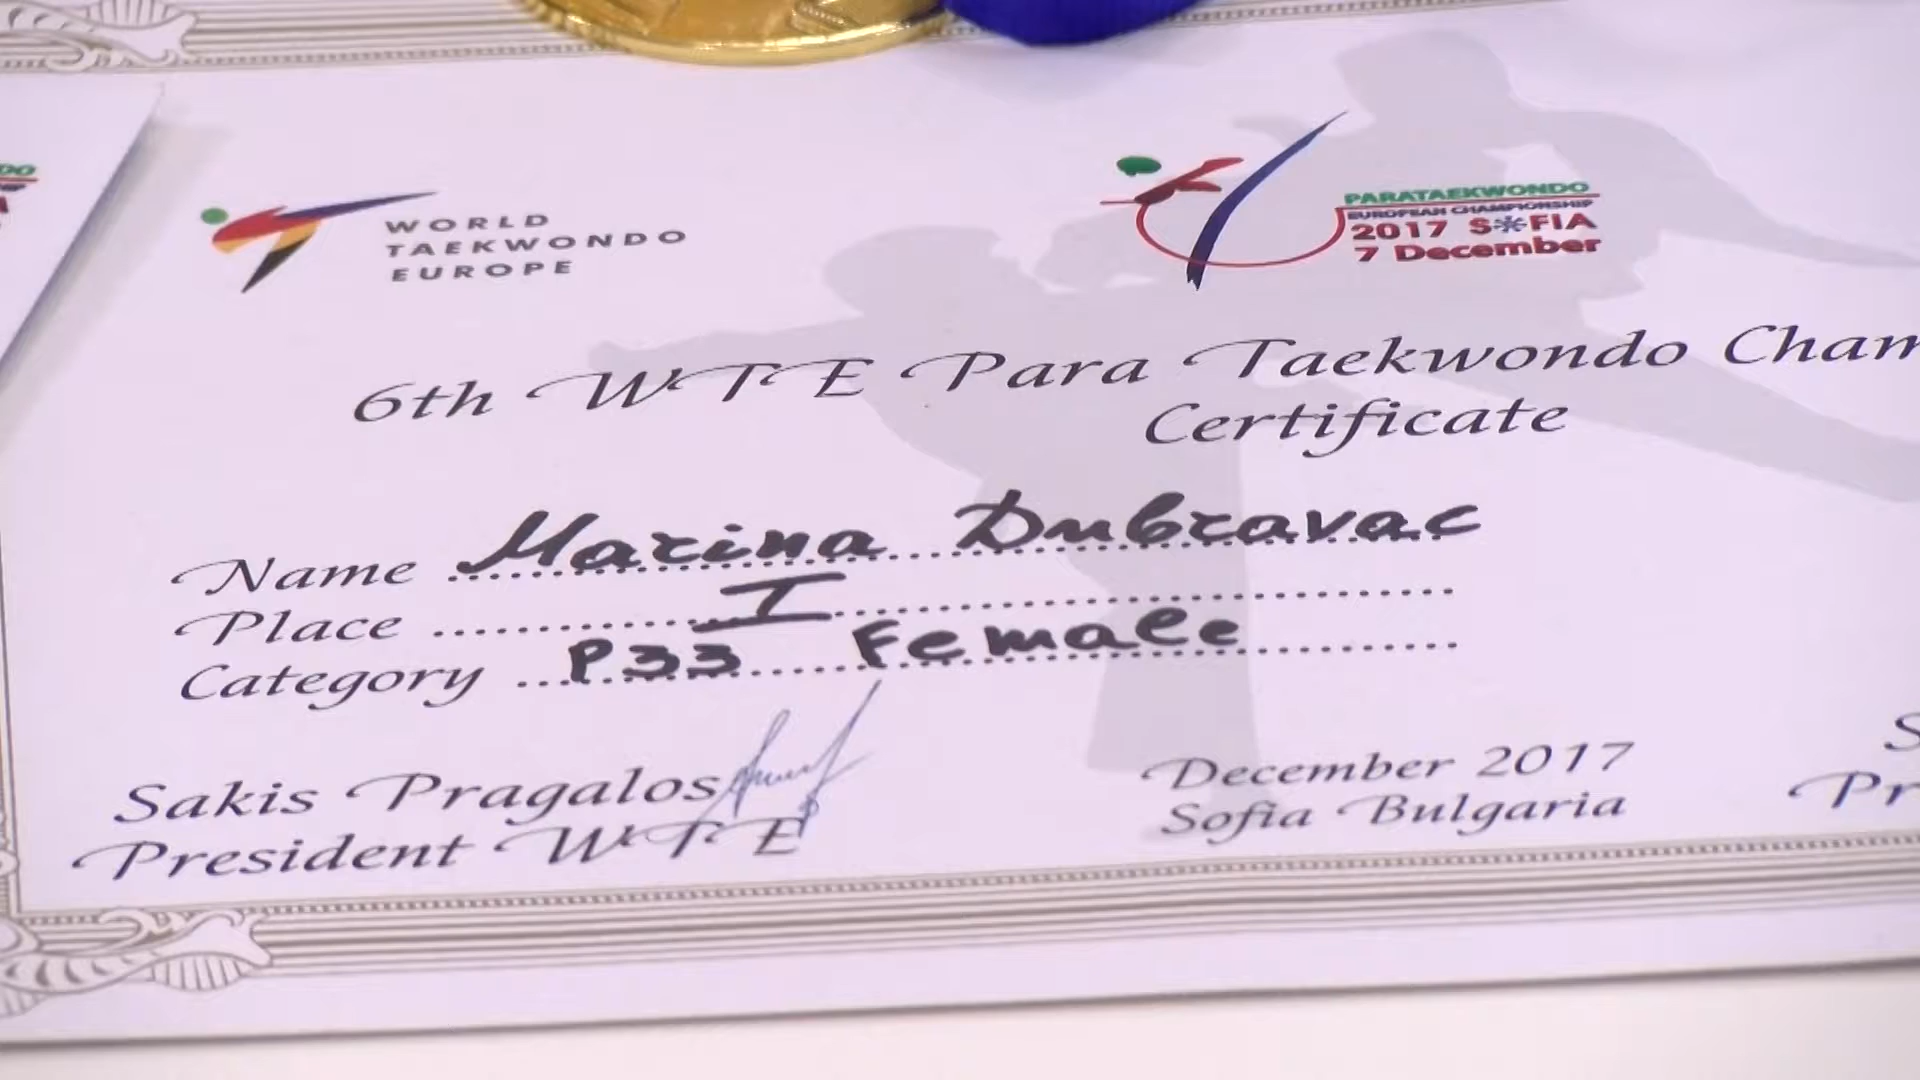 WORLD
TAEKWONDO
EUROPE
PARATAEKWONDO
EUROPEAN CHAMPIONSHIP
2017 SOFIA
7 December
6th WTE Para Taekwondo Cham
Certificate
Name Marina Dubravac
Place I
Category P33 Female
Sakis Pragalos
President WTE
December 2017
Sofia Bulgaria
S
Pr